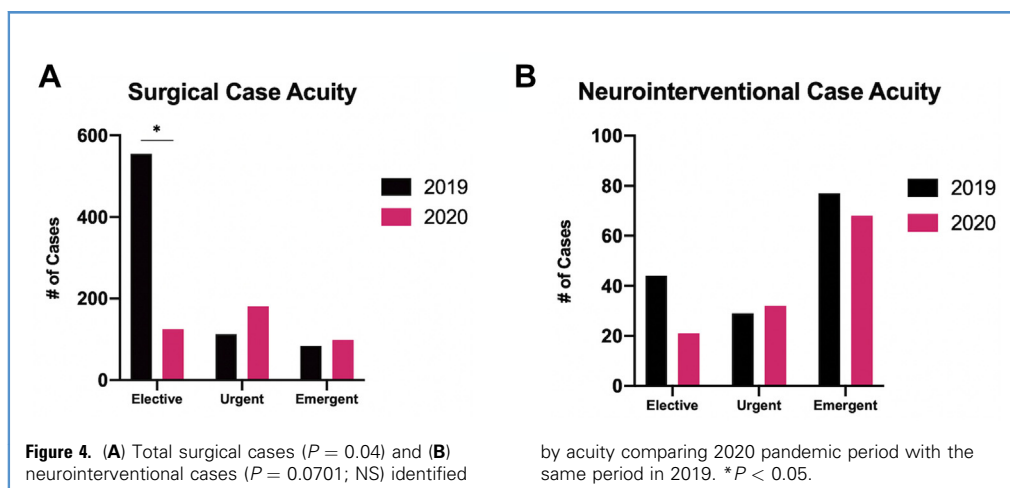 A
Surgical Case Acuity
600
400
200
0
# of Cases
*
Elective
Urgent
Emergent
2019
2020
B
Neurointerventional Case Acuity
100
80
60
40
20
0
# of Cases
Elective
Urgent
Emergent
2019
2020
Figure 4. (A) Total surgical cases (P = 0.04) and (B)
neurointerventional cases (P = 0.0701; NS) identified
by acuity comparing 2020 pandemic period with the
same period in 2019. *P < 0.05.